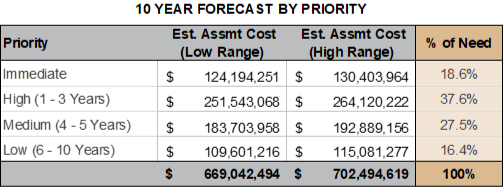 10 YEAR FORECAST BY PRIORITY
Priority Est. Assmt Cost (Low Range) Est. Assmt Cost (High Range) % of Need
Immediate $ 124,194,251 $ 130,403,964 18.6%
High (1 - 3 Years) $ 251,543,068 $ 264,120,222 37.6%
Medium (4 - 5 Years) $ 183,703,958 $ 192,889,156 27.5%
Low (6 - 10 Years) $ 109,601,216 $ 115,081,277 16.4%
$ 669,042,494 $ 702,494,619 100%